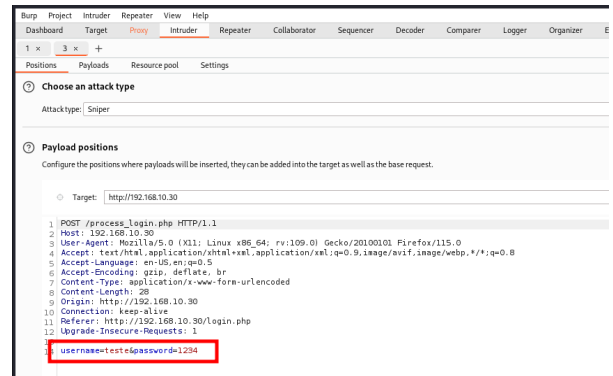 Burp Project Intruder Repeater View Help
Dashboard Target Proxy Intruder Repeater Collaborator Sequencer Decoder Comparer Logger Organizer
1 × 3 × +
Positions Payloads Resource pool Settings
? Choose an attack type
Attack type: Sniper
? Payload positions
Configure the positions where payloads will be inserted, they can be added into the target as well as the base request.
Target: http://192.168.10.30
1 POST /process_login.php HTTP/1.1
2 Host: 192.168.10.30
3 User-Agent: Mozilla/5.0 (X11; Linux x86_64; rv:109.0) Gecko/20100101 Firefox/115.0
4 Accept: text/html,application/xhtml+xml,application/xml;q=0.9,image/avif,image/webp,*/*;q=0.8
5 Accept-Language: en-US,en;q=0.5
6 Accept-Encoding: gzip, deflate, br
7 Content-Type: application/x-www-form-urlencoded
8 Content-Length: 28
9 Origin: http://192.168.10.30
10 Connection: keep-alive
11 Referer: http://192.168.10.30/login.php
12 Upgrade-Insecure-Requests: 1
username=teste&password=1234